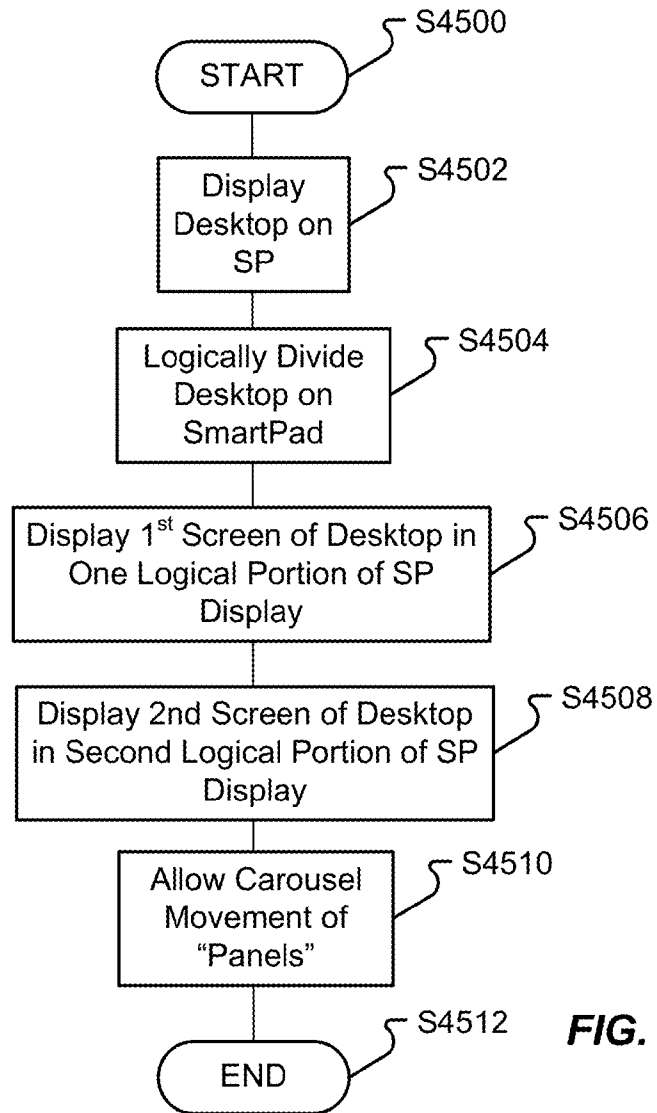 START
S4500
Display
Desktop on
SP
S4502
Logically Divide
Desktop on
SmartPad
S4504
Display 1st Screen of Desktop in
One Logical Portion of SP
Display
S4506
Display 2nd Screen of Desktop
in Second Logical Portion of SP
Display
S4508
Allow Carousel
Movement of
“Panels”
S4510
END
S4512
FIG.